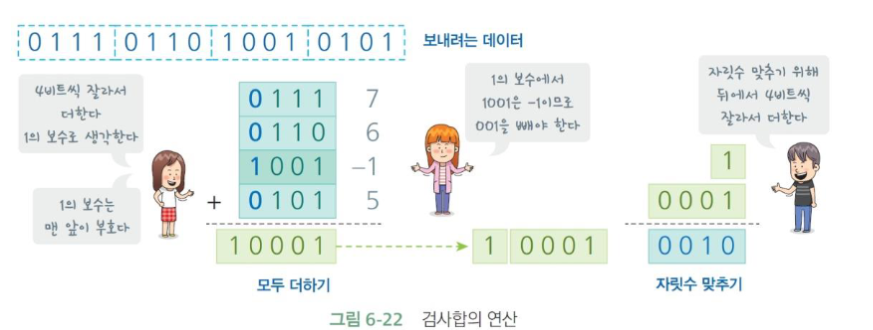 0111 0110 1001 0101 보내려는 데이터
4비트씩 잘라서
더한다
1의 보수로 생각한다
1의 보수는
맨 앞이 부호다
0111 7
0110 6
1001 -1
+ 0101 5
10001
모두 더하기
1의 보수에서
1001은 -1이므로
001을 빼야 한다
1 0001
자릿수 맞추기 위해
뒤에서 4비트씩
잘라서 더한다
1
0001
0010
자릿수 맞추기
그림 6-22 검사합의 연산